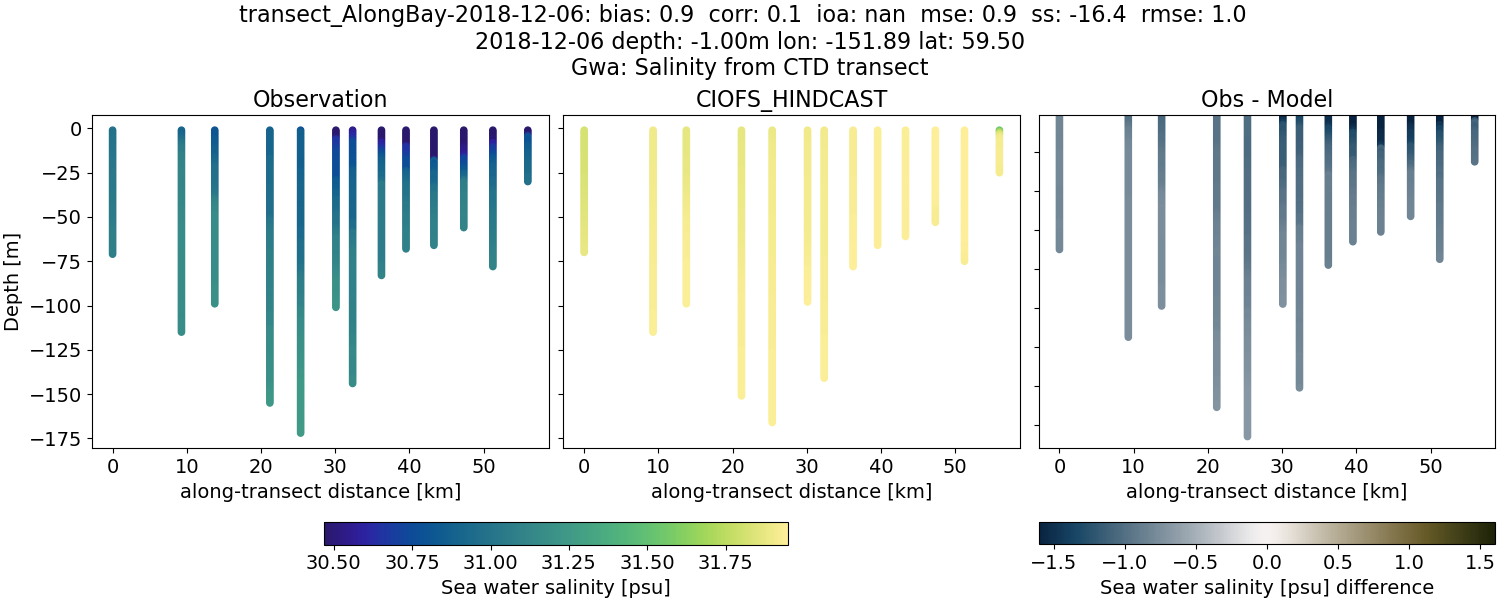 transect_AlongBay-2018-12-06: bias: 0.9 corr: 0.1 ioa: nan mse: 0.9 ss: -16.4 rmse: 1.0
2018-12-06 depth: -1.00m lon: -151.89 lat: 59.50
Gwa: Salinity from CTD transect
Observation
CIOFS_HINDCAST
Obs - Model
Depth [m]
0
−25
−50
−75
−100
−125
−150
−175
0 10 20 30 40 50
0 10 20 30 40 50
0 10 20 30 40 50
along-transect distance [km]
along-transect distance [km]
along-transect distance [km]
30.50 30.75 31.00 31.25 31.50 31.75
Sea water salinity [psu]
−1.5 −1.0 −0.5 0.0 0.5 1.0 1.5
Sea water salinity [psu] difference